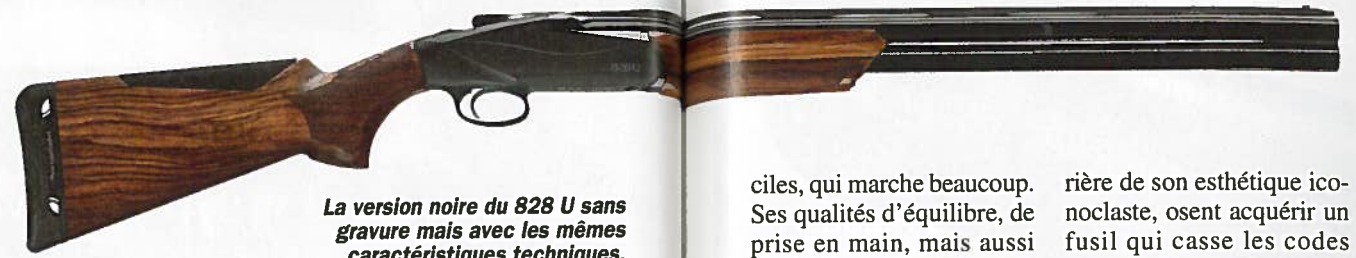 828U
La version noire du 828 U sans
gravure mais avec les mêmes
caractéristiques techniques.
ciles, qui marche beaucoup.
Ses qualités d'équilibre, de
prise en main, mais aussi
rière de son esthétique ico-
noclaste, osent acquérir un
fusil qui casse les codes